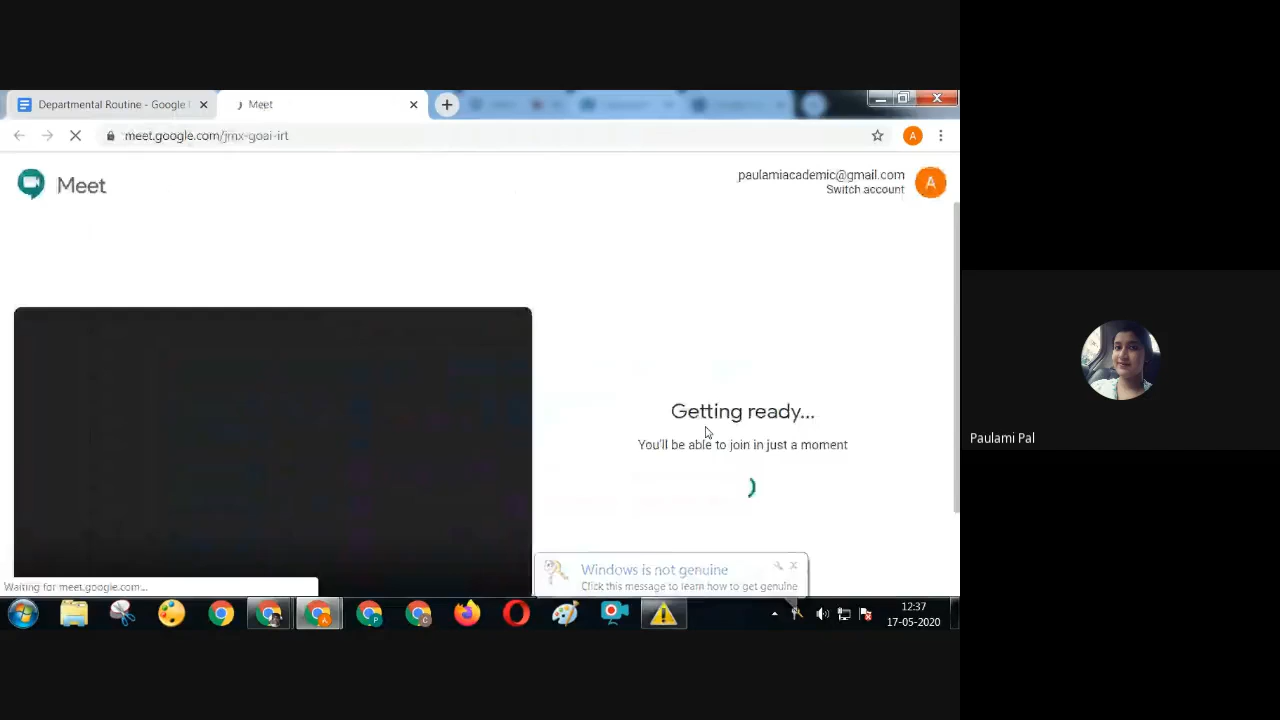 Departmental Routine - Google
Meet
meet.google.com/jmx-goai-irt
A
Meet
paulamiacademic@gmail.com
Switch account
A
Getting ready...
You'll be able to join in just a moment
Paulami Pal
Windows is not genuine
Click this message to learn how to get genuine
Waiting for meet.google.com...
12:37
17-05-2020